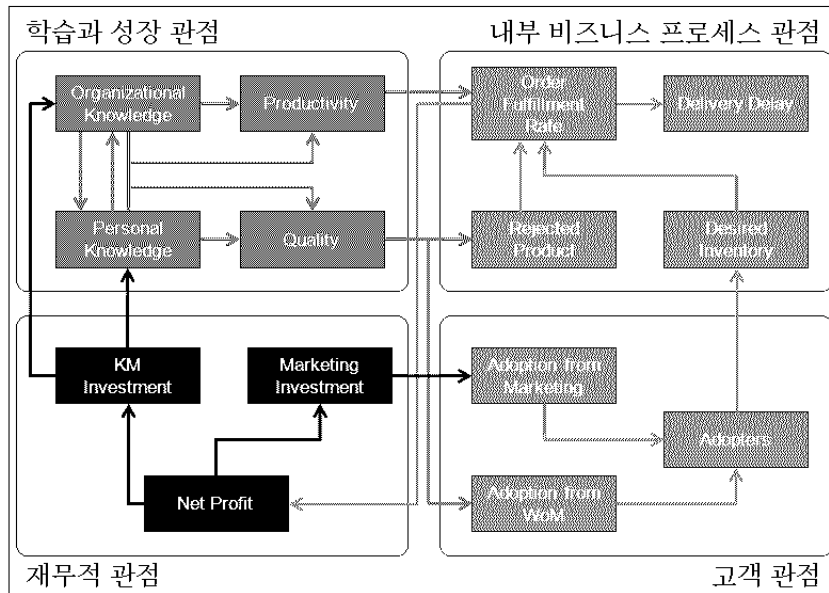 학습과 성장 관점
내부 비즈니스 프로세스 관점
Organizational
Knowledge
Productivity
Order
Fulfillment
Rate
Delivery Delay
Personal
Knowledge
Quality
Rejected
Product
Desired
Inventory
KM
Investment
Marketing
Investment
Adoption from
Marketing
Adopters
Net Profit
Adoption from
WoM
재무적 관점
고객 관점